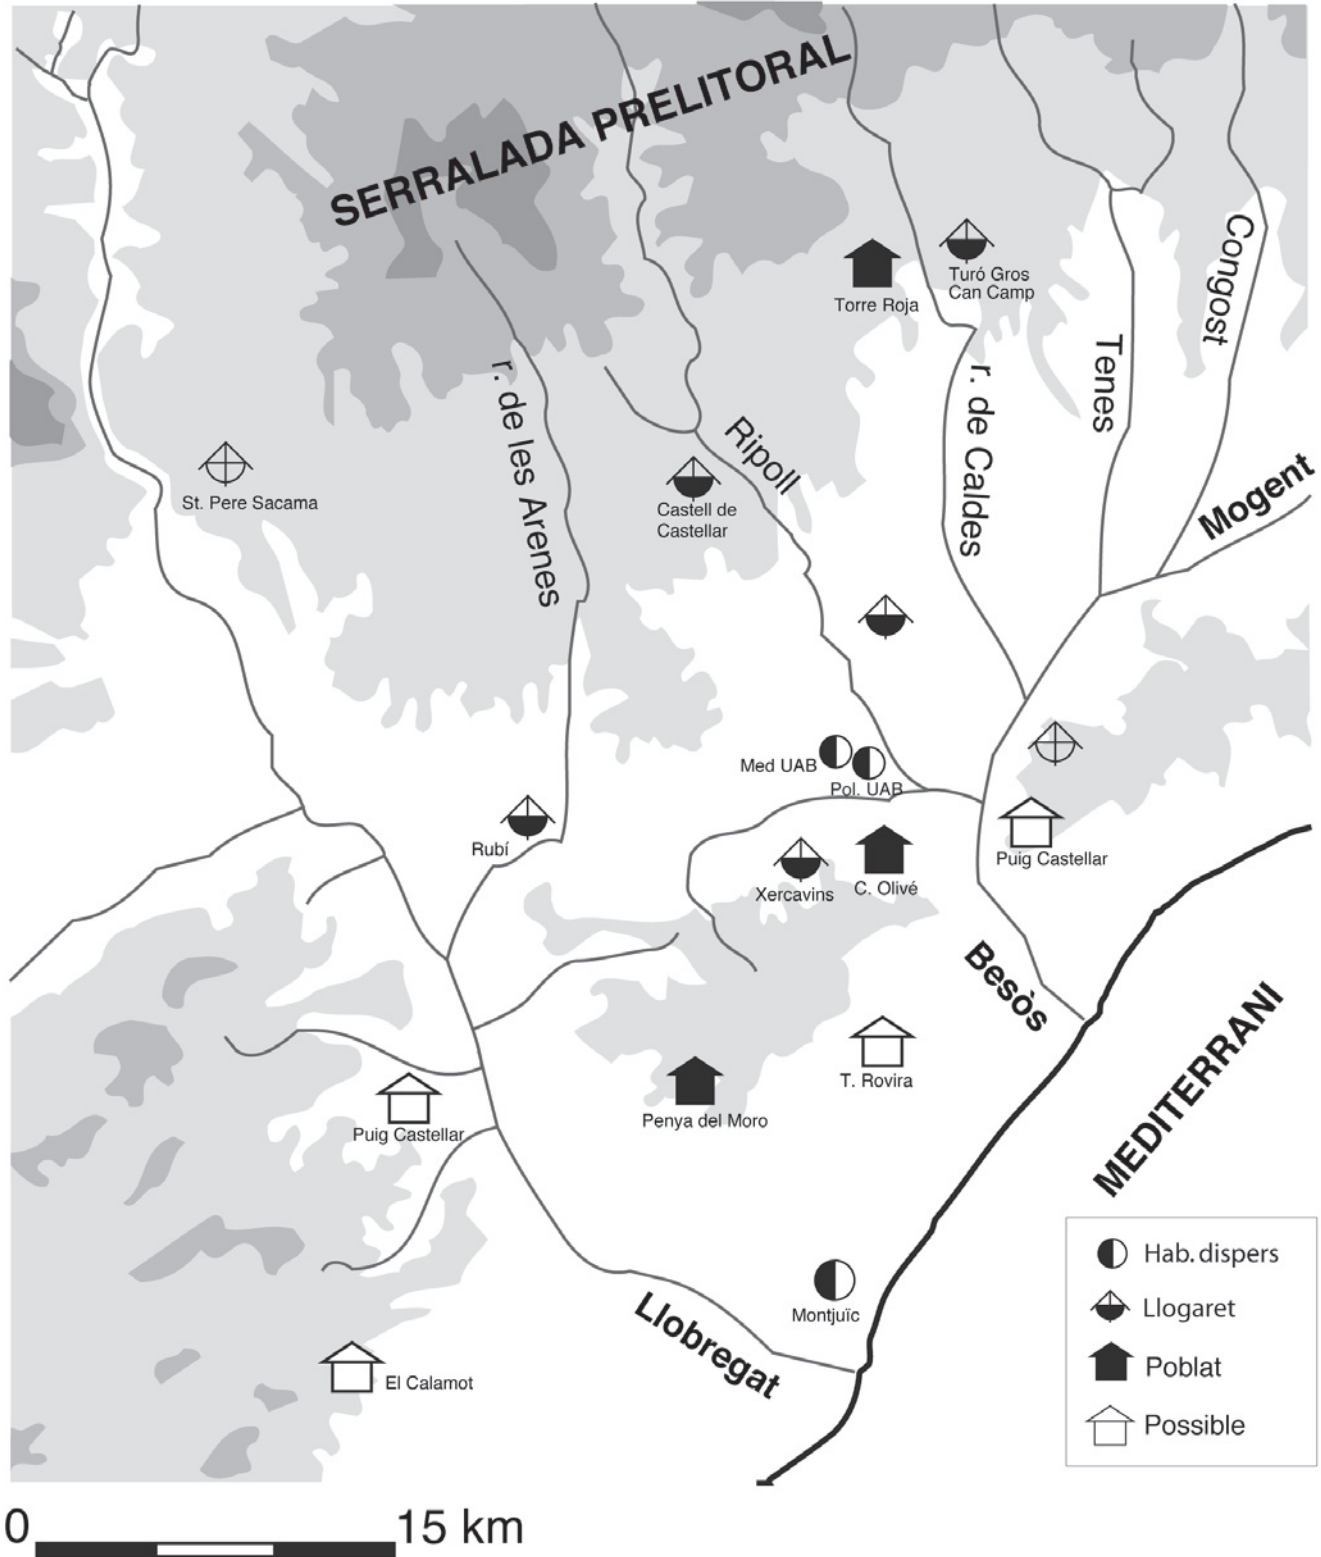 SERRALADA PRELITORAL
Congost
Turó Gros
Can Camp
Torre Roja
Tenes
r. de les Arenes
r. de Caldes
Ripoll
Mogent
St. Pere Sacama
Castell de
Castellar
Med UAB
Pol. UAB
Rubí
Puig Castellar
Xercavins
C. Olivé
Besòs
MEDITERRANI
T. Rovira
Penya del Moro
Puig Castellar
Montjuïc
Llobregat
El Calamot
Hab. dispers
Llogaret
Poblat
Possible
0 15 km